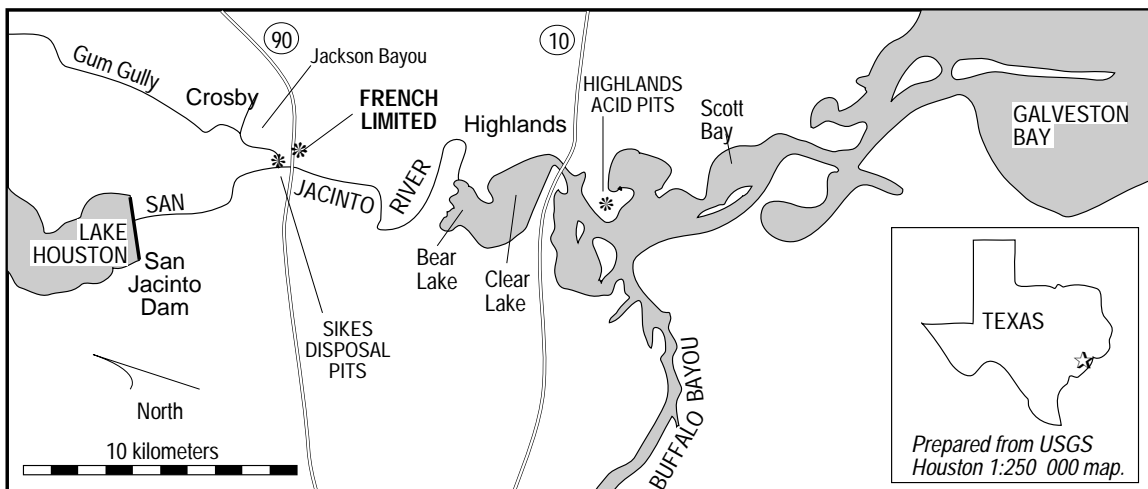 Gum Gully
Crosby
90
Jackson Bayou
FRENCH
LIMITED
Highlands
10
HIGHLANDS
ACID PITS
Scott
Bay
GALVESTON
BAY
SAN
JACINTO
RIVER
LAKE
HOUSTON
San
Jacinto
Dam
Bear
Lake
Clear
Lake
SIKES
DISPOSAL
PITS
BUFFALO BAYOU
North
10 kilometers
TEXAS
Prepared from USGS
Houston 1:250 000 map.